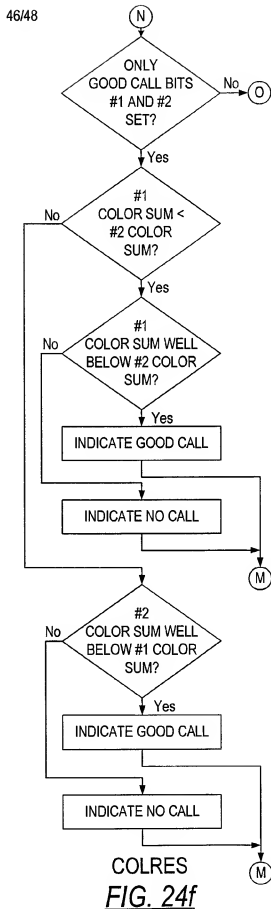 46/48
N
ONLY
GOOD CALL BITS
#1 AND #2
SET?
No
O
Yes
#1
COLOR SUM <
#2 COLOR
SUM?
No
Yes
#1
COLOR SUM WELL
BELOW #2 COLOR
SUM?
No
Yes
INDICATE GOOD CALL
INDICATE NO CALL
M
#2
COLOR SUM WELL
BELOW #1 COLOR
SUM?
No
Yes
INDICATE GOOD CALL
INDICATE NO CALL
M
COLRES
FIG. 24f